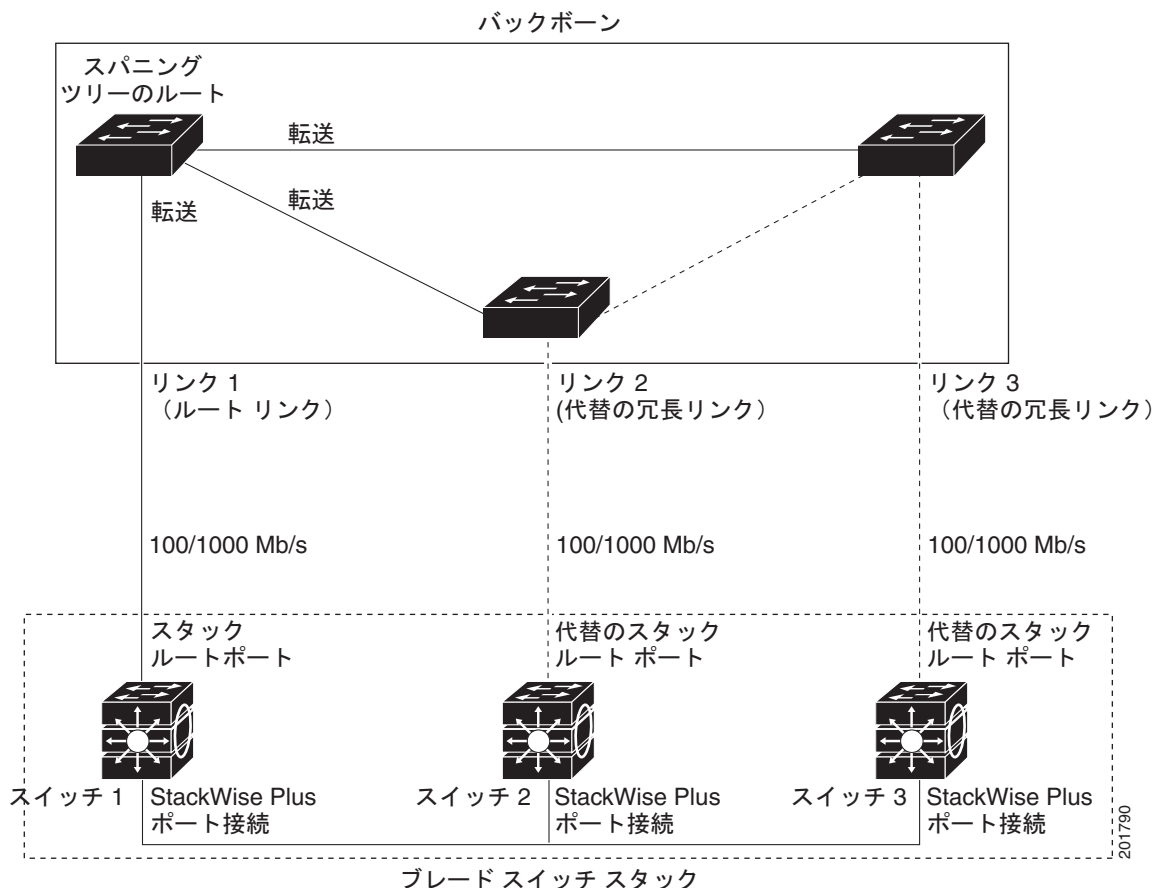 バックボーン
スパニング
ツリーのルート
転送
転送
転送
リンク 1
（ルート リンク）
リンク 2
(代替の冗長リンク）
リンク 3
（代替の冗長リンク）
100/1000 Mb/s
100/1000 Mb/s
100/1000 Mb/s
スタック
ルートポート
代替のスタック
ルート ポート
代替のスタック
ルート ポート
スイッチ 1
StackWise Plus
ポート接続
スイッチ 2
StackWise Plus
ポート接続
スイッチ 3
StackWise Plus
ポート接続
201790
ブレード スイッチ スタック